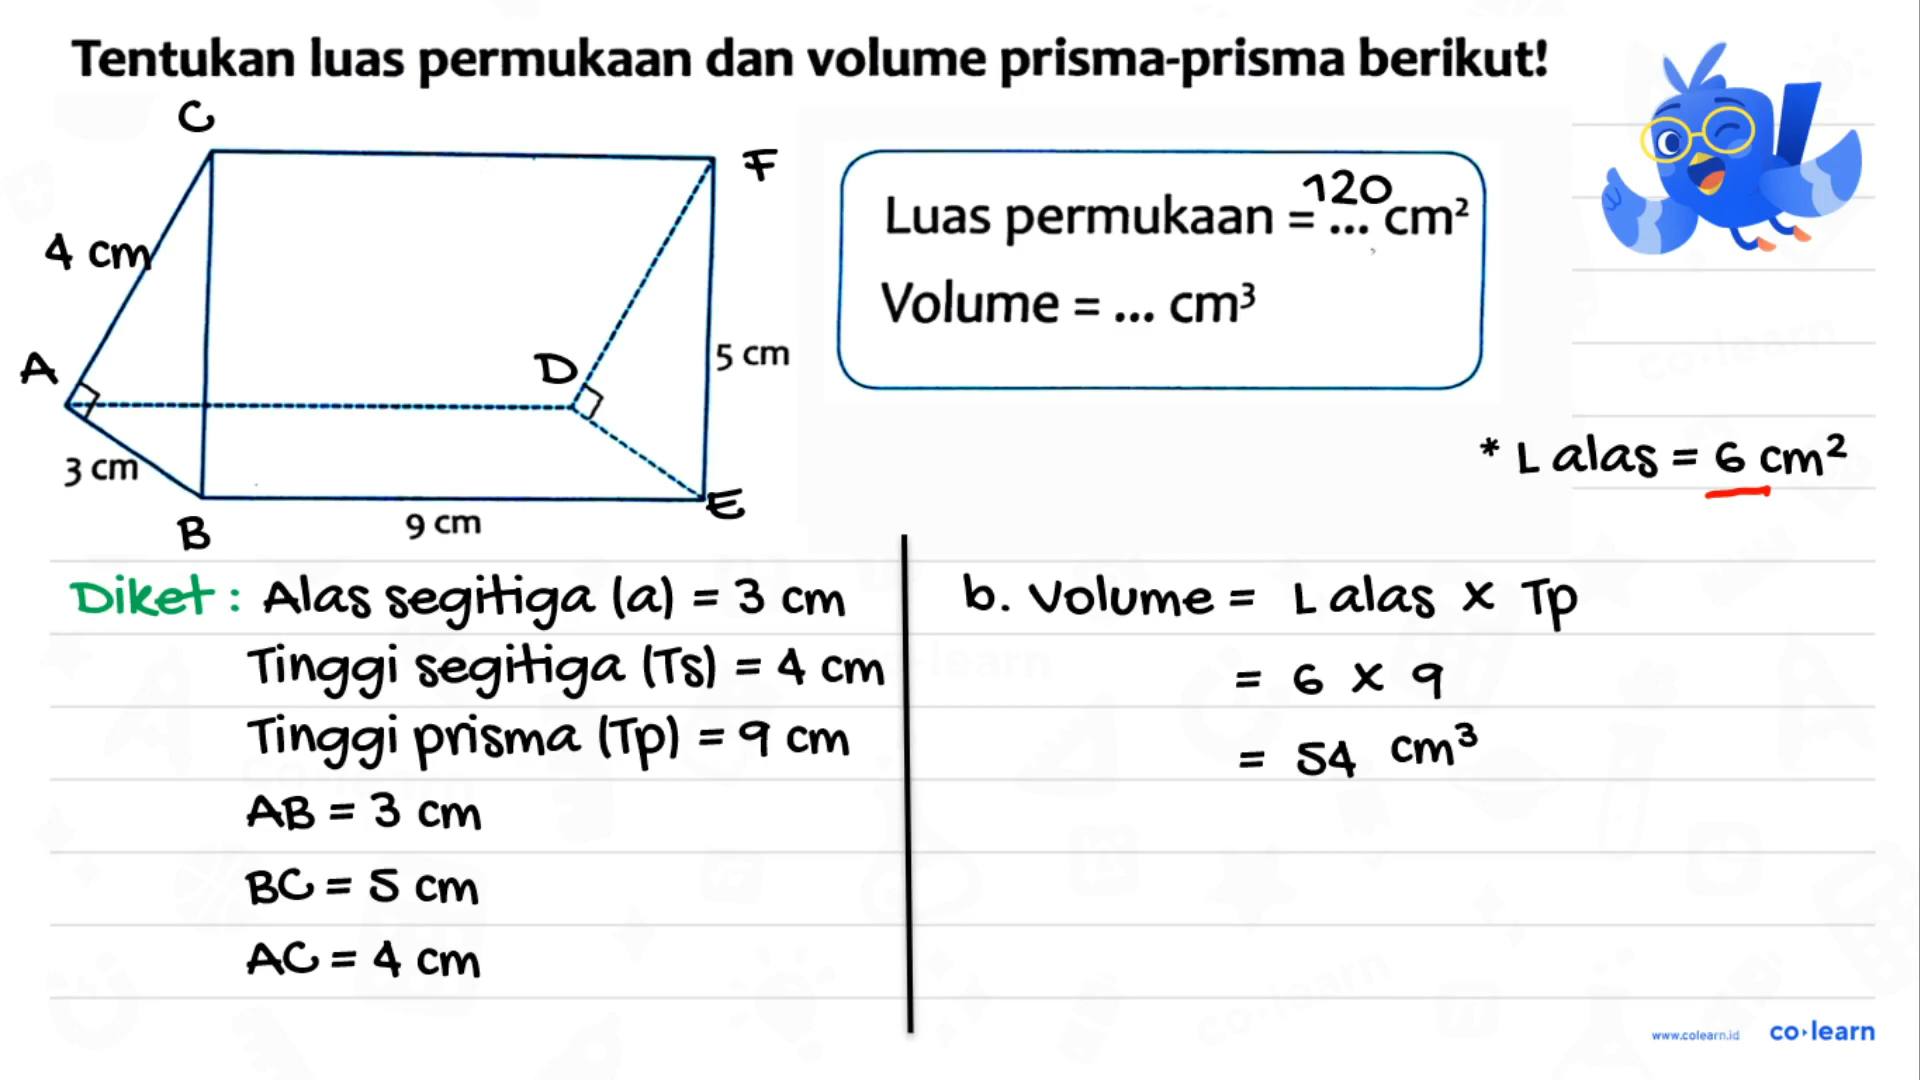 Tentukan luas permukaan dan volume prisma-prisma berikut!
C
F
4 cm
A
D
5 cm
3 cm
B
E
9 cm
120
Luas permukaan = ... cm²
Volume = ... cm³
* L alas = 6 cm²
Diket : Alas segitiga (a) = 3 cm
Tinggi segitiga (Ts) = 4 cm
Tinggi prisma (Tp) = 9 cm
AB = 3 cm
BC = 5 cm
AC = 4 cm
b. Volume = L alas x Tp
= 6 x 9
= 54 cm³
www.colearn.id co·learn